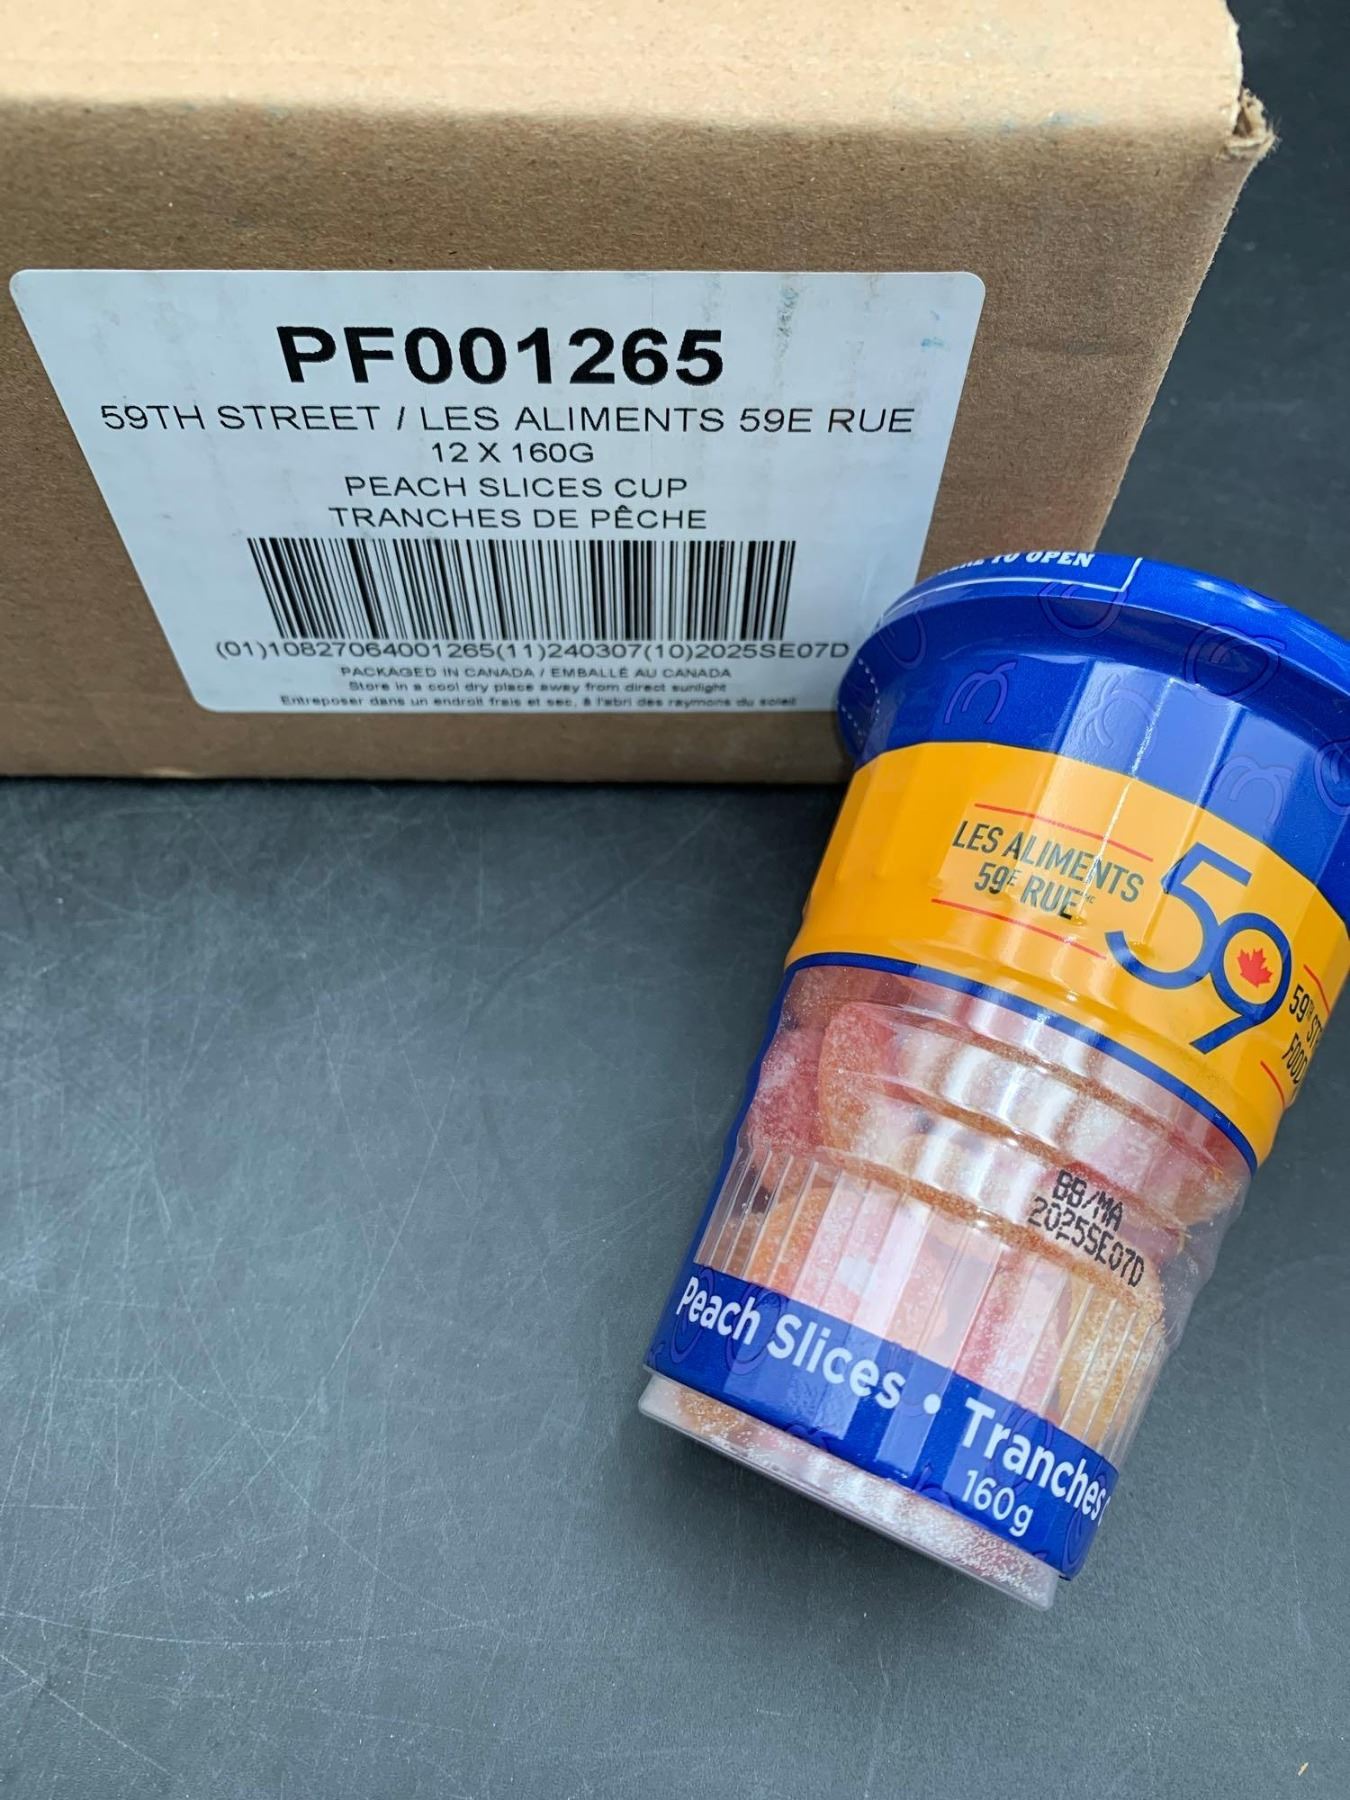 PF001265
59TH STREET / LES ALIMENTS 59E RUE
12 X 160G
PEACH SLICES CUP
TRANCHES DE PÊCHE
(01)10827064001265(11)240307(10)2025SE07D
PACKAGED IN CANADA / EMBALLÉ AU CANADA
Store in a cool dry place away from direct sunlight
Entreposer dans un endroit frais et sec, à l'abri des raymons du soleil
TO OPEN
LES ALIMENTS
59E RUE MC
59
59TH
BB/MA
2025SE07D
Peach Slices • Tranches
160g